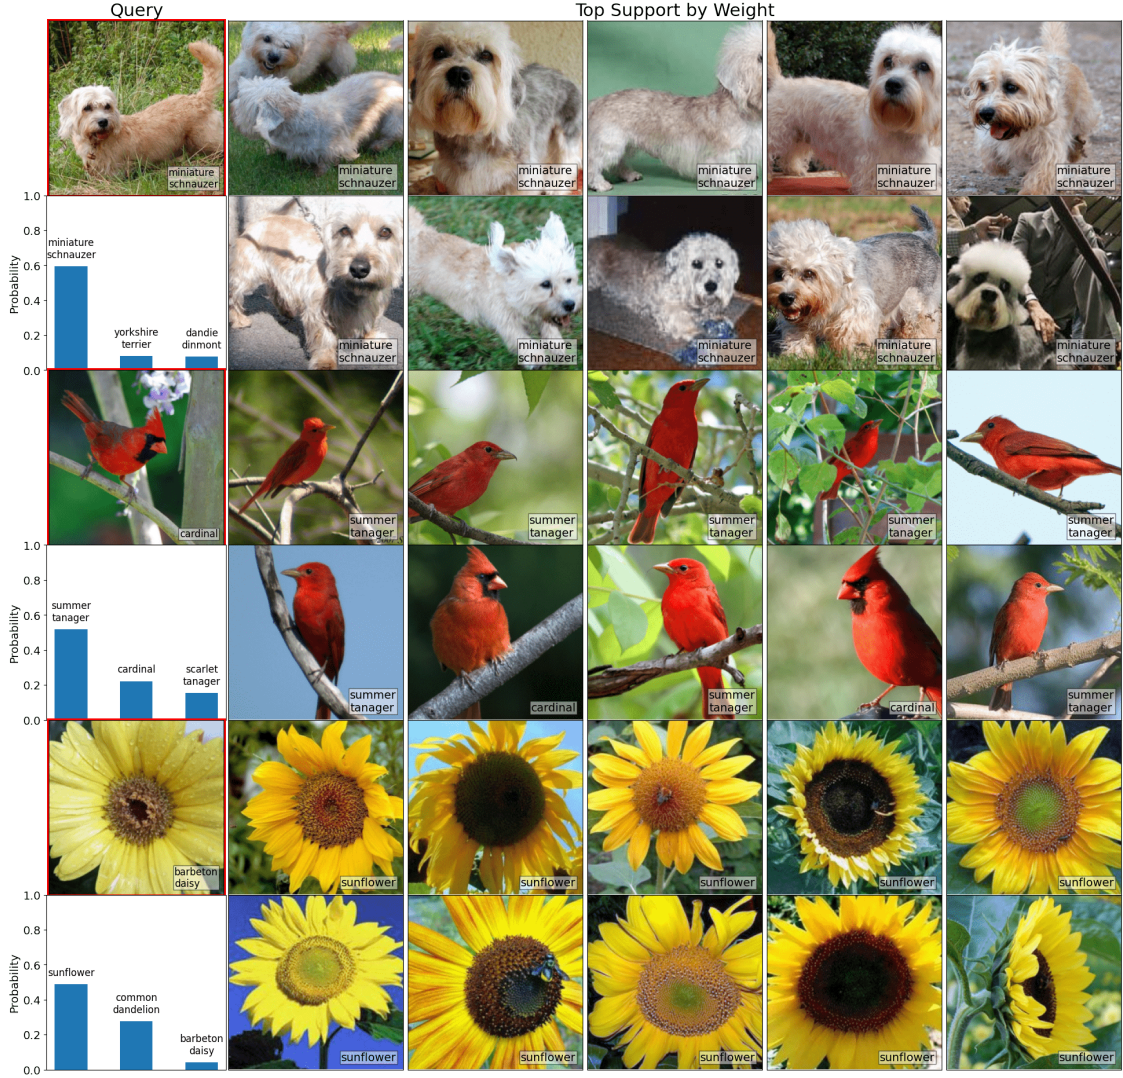 Query
Top Support by Weight
miniature
schnauzer
miniature
schnauzer
miniature
schnauzer
miniature
schnauzer
miniature
schnauzer
miniature
schnauzer
1.0
0.8
0.6
0.4
0.2
0.0
Probability
miniature
schnauzer
yorkshire
terrier
dandie
dinmont
miniature
schnauzer
miniature
schnauzer
miniature
schnauzer
miniature
schnauzer
miniature
schnauzer
cardinal
summer
tanager
summer
tanager
summer
tanager
summer
tanager
summer
tanager
1.0
0.8
0.6
0.4
0.2
0.0
Probability
summer
tanager
cardinal
scarlet
tanager
summer
tanager
cardinal
summer
tanager
cardinal
summer
tanager
barbeton
daisy
sunflower
sunflower
sunflower
sunflower
sunflower
1.0
0.8
0.6
0.4
0.2
0.0
Probability
sunflower
common
dandelion
barbeton
daisy
sunflower
sunflower
sunflower
sunflower
sunflower